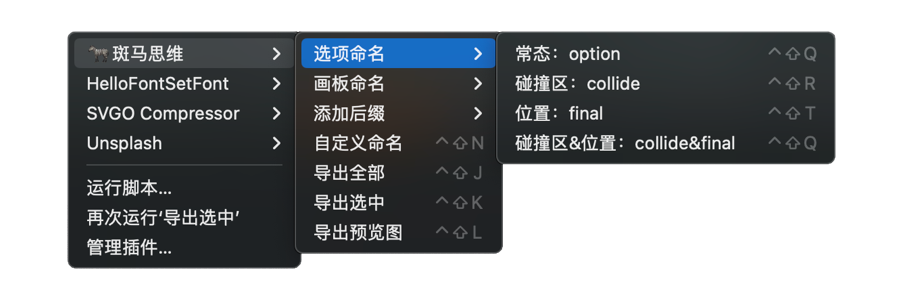 斑马思维
HelloFontSetFont
SVGO Compressor
Unsplash
运行脚本...
再次运行‘导出选中’
管理插件...
选项命名
画板命名
添加后缀
自定义命名 ⌃⇧N
导出全部 ⌃⇧J
导出选中 ⌃⇧K
导出预览图 ⌃⇧L
常态：option ⌃⇧Q
碰撞区：collide ⌃⇧R
位置：final ⌃⇧T
碰撞区&位置：collide&final ⌃⇧Q